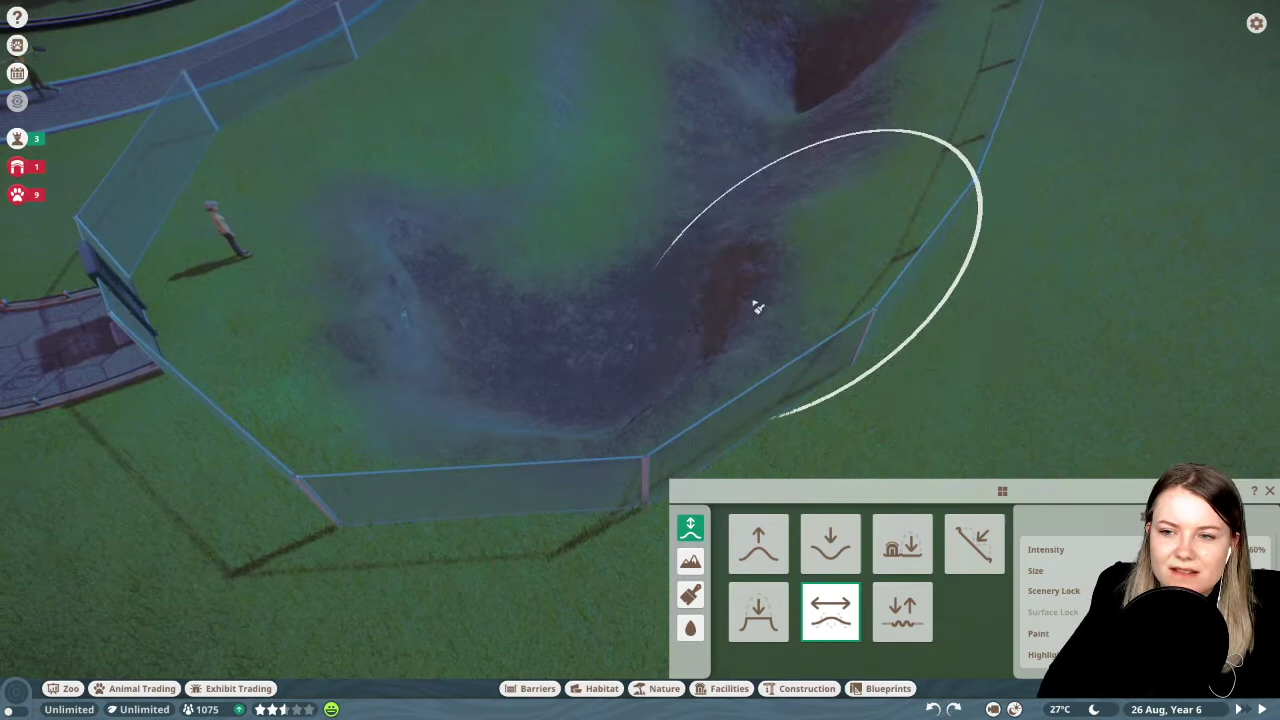 ?
3
1
9
? ×
Intensity 60%
Size
Scenery Lock
Surface Lock
Paint
Zoo Animal Trading Exhibit Trading Barriers Habitat Nature Facilities Construction Blueprints
Unlimited Unlimited 1075 27°C 26 Aug, Year 6